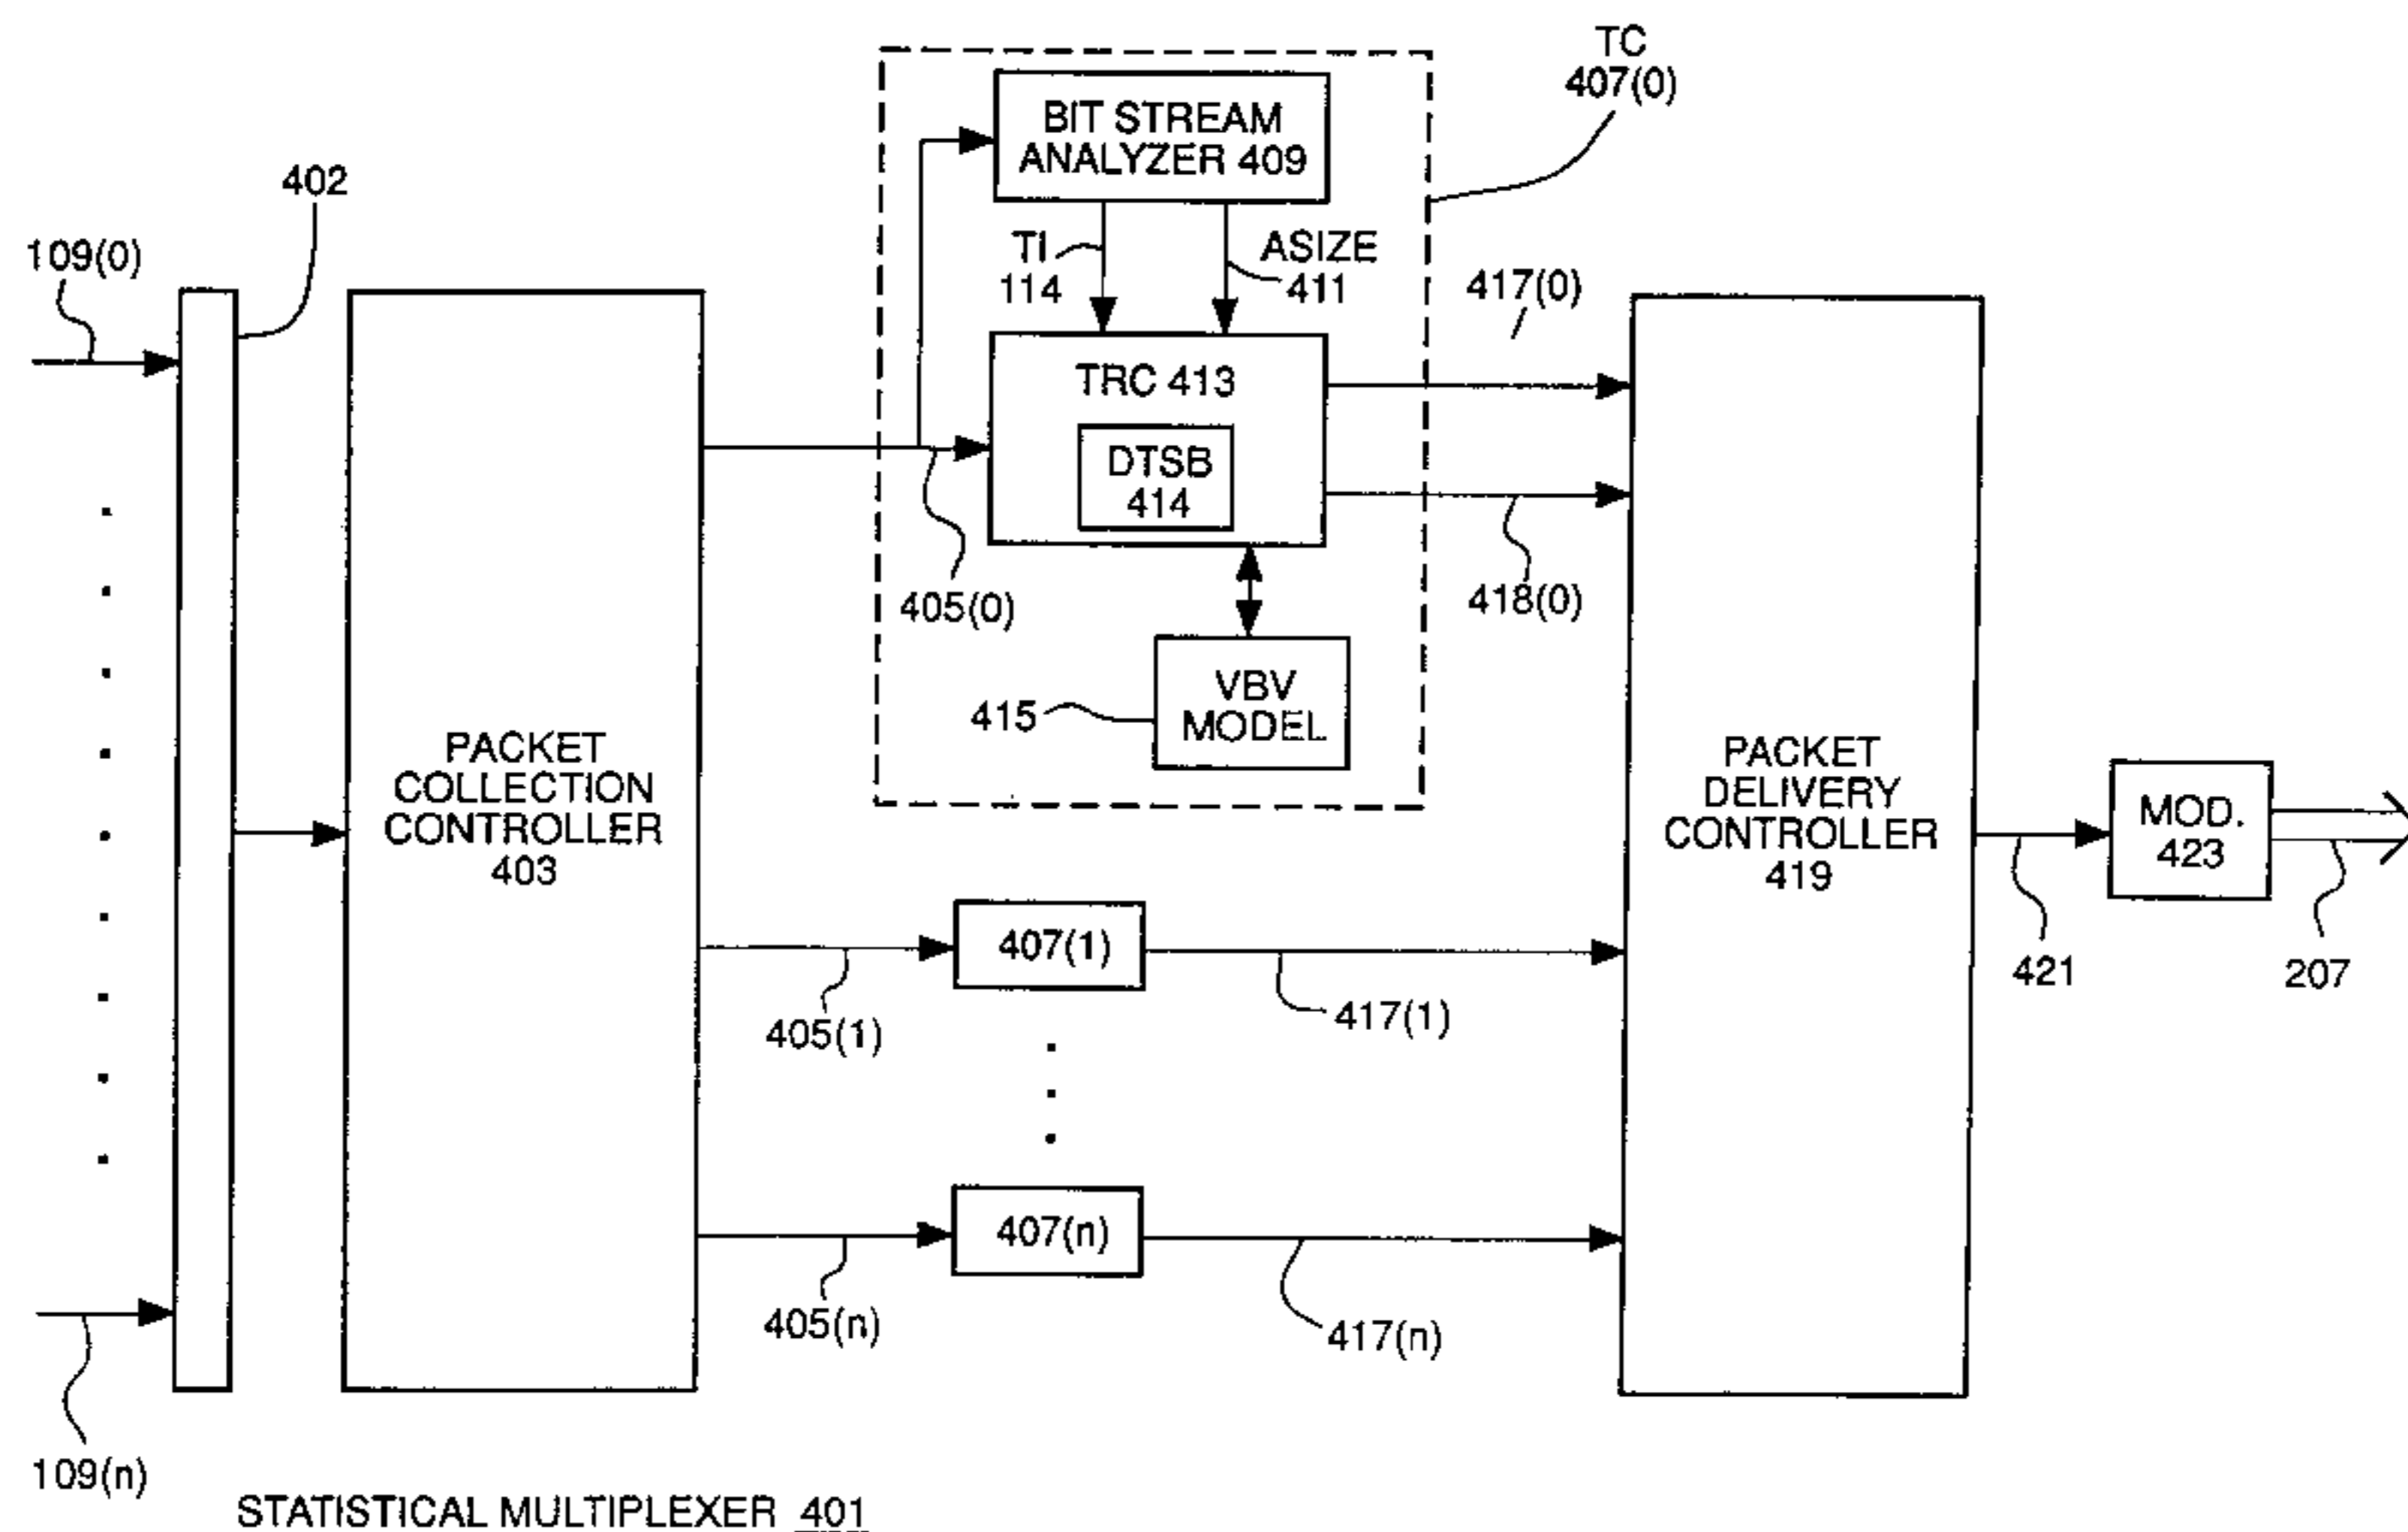 TC
407(0)
BIT STREAM
ANALYZER 409
402
109(0)
TI
114
ASIZE
411
417(0)
TRC 413
DTSB
414
405(0)
418(0)
415
VBV
MODEL
PACKET
COLLECTION
CONTROLLER
403
PACKET
DELIVERY
CONTROLLER
419
MOD.
423
407(1)
421
207
405(1)
417(1)
407(n)
405(n)
417(n)
109(n)
STATISTICAL MULTIPLEXER 401